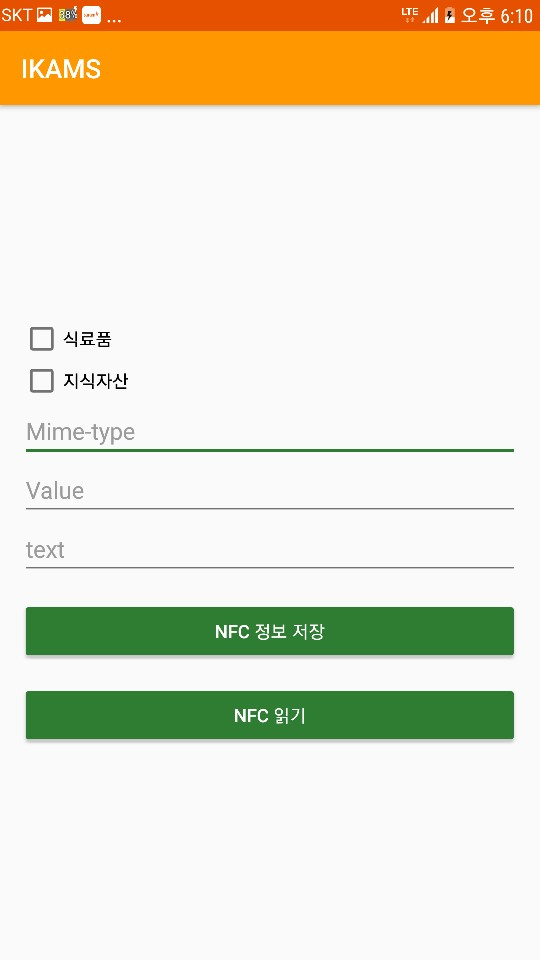 SKT ... LTE 오후 6:10
IKAMS
식료품
지식자산
Mime-type
Value
text
NFC 정보 저장
NFC 읽기